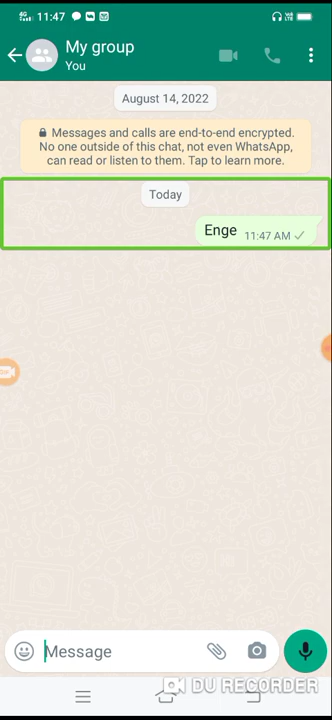 11:47
My group
You
August 14, 2022
Messages and calls are end-to-end encrypted.
No one outside of this chat, not even WhatsApp,
can read or listen to them. Tap to learn more.
Today
Enge 11:47 AM
Message
DU RECORDER